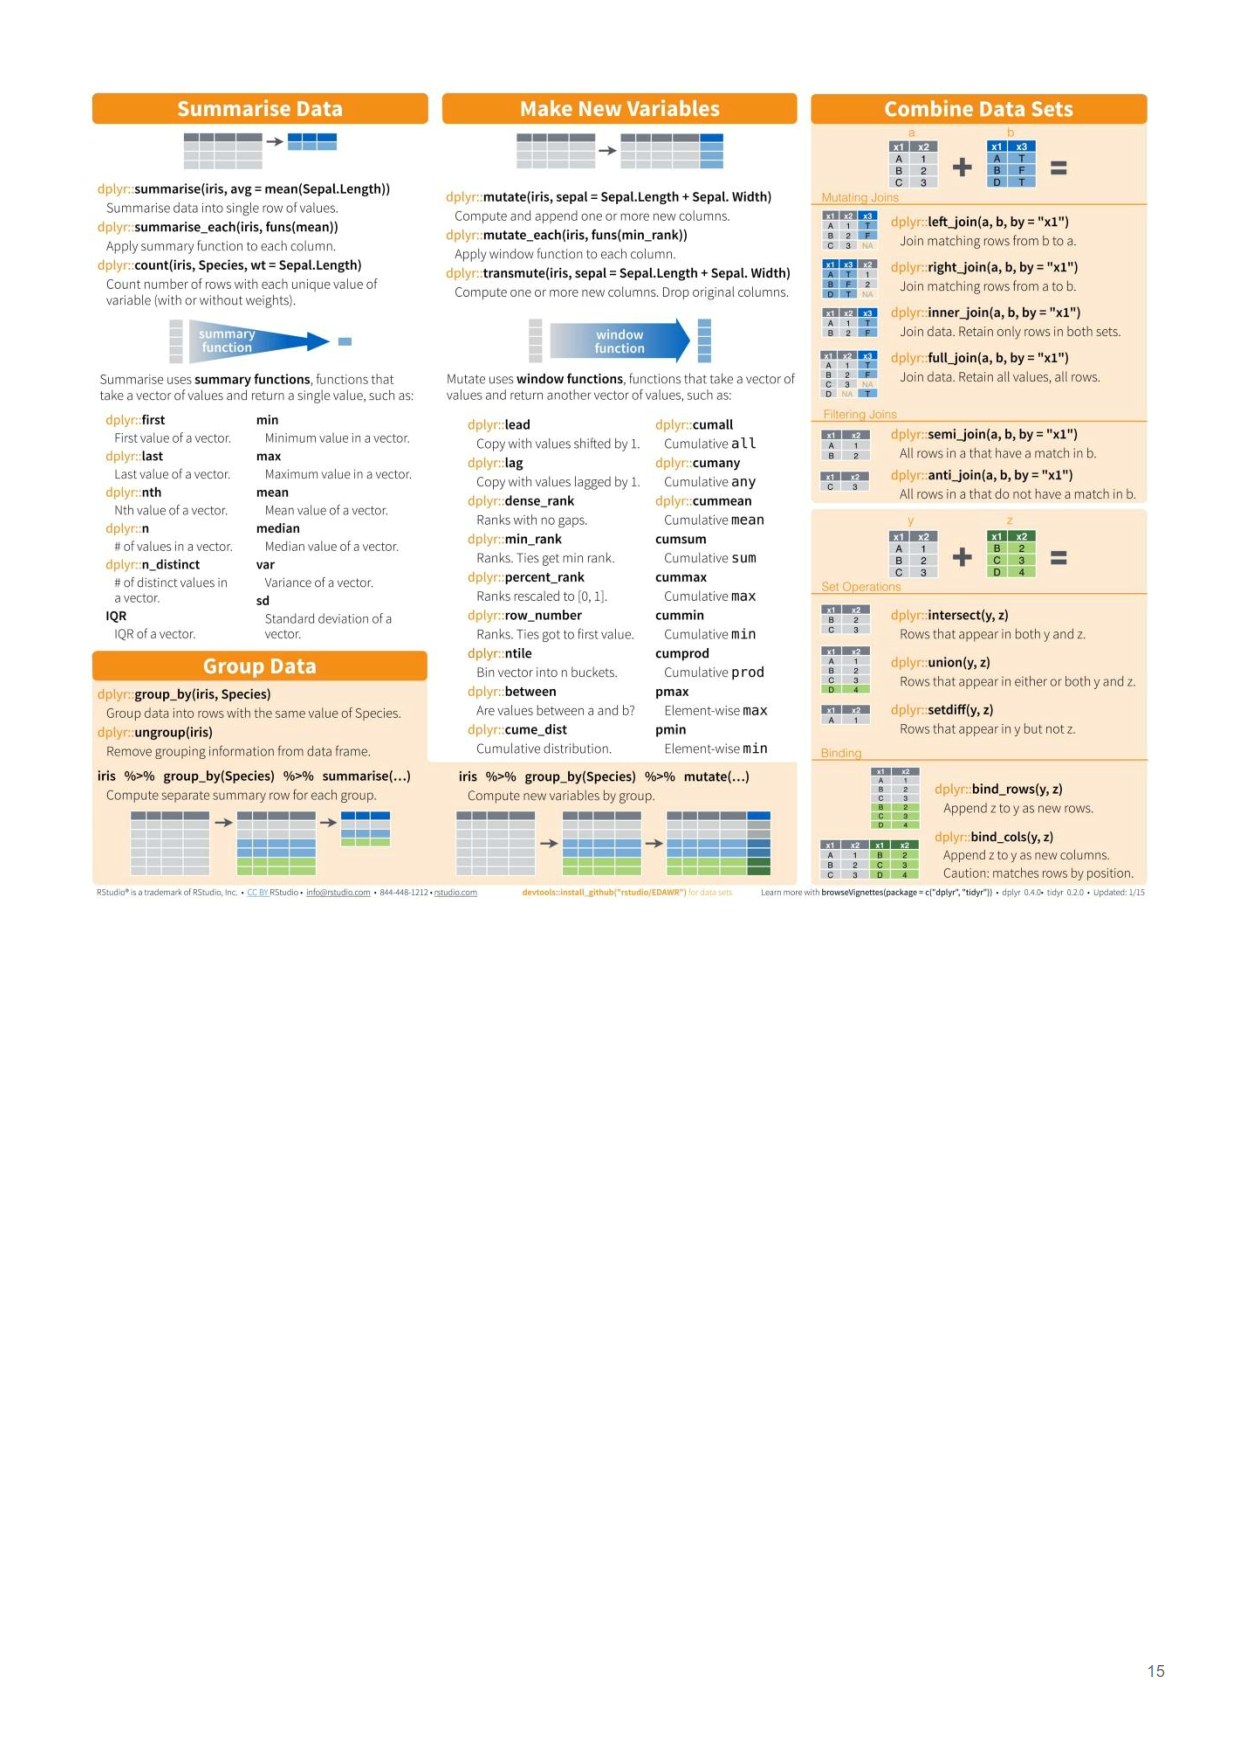 Summarise Data
dplyr::summarise(iris, avg = mean(Sepal.Length))
Summarise data into single row of values.
dplyr::summarise_each(iris, funs(mean))
Apply summary function to each column.
dplyr::count(iris, Species, wt = Sepal.Length)
Count number of rows with each unique value of
variable (with or without weights).
summary
function
Summarise uses summary functions, functions that
take a vector of values and return a single value, such as:
dplyr::first
First value of a vector.
dplyr::last
Last value of a vector.
dplyr::nth
Nth value of a vector.
dplyr::n
# of values in a vector.
dplyr::n_distinct
# of distinct values in
a vector.
IQR
IQR of a vector.
min
Minimum value in a vector.
max
Maximum value in a vector.
mean
Mean value of a vector.
median
Median value of a vector.
var
Variance of a vector.
sd
Standard deviation of a
vector.
Group Data
dplyr::group_by(iris, Species)
Group data into rows with the same value of Species.
dplyr::ungroup(iris)
Remove grouping information from data frame.
iris %>% group_by(Species) %>% summarise(…)
Compute separate summary row for each group.
Make New Variables
dplyr::mutate(iris, sepal = Sepal.Length + Sepal. Width)
Compute and append one or more new columns.
dplyr::mutate_each(iris, funs(min_rank))
Apply window function to each column.
dplyr::transmute(iris, sepal = Sepal.Length + Sepal. Width)
Compute one or more new columns. Drop original columns.
window
function
Mutate uses window functions, functions that take a vector of
values and return another vector of values, such as:
dplyr::lead
Copy with values shifted by 1.
dplyr::lag
Copy with values lagged by 1.
dplyr::dense_rank
Ranks with no gaps.
dplyr::min_rank
Ranks. Ties get min rank.
dplyr::percent_rank
Ranks rescaled to [0, 1].
dplyr::row_number
Ranks. Ties got to first value.
dplyr::ntile
Bin vector into n buckets.
dplyr::between
Are values between a and b?
dplyr::cume_dist
Cumulative distribution.
dplyr::cumall
Cumulative all
dplyr::cumany
Cumulative any
dplyr::cummean
Cumulative mean
cumsum
Cumulative sum
cummax
Cumulative max
cummin
Cumulative min
cumprod
Cumulative prod
pmax
Element-wise max
pmin
Element-wise min
iris %>% group_by(Species) %>% mutate(…)
Compute new variables by group.
Combine Data Sets
a b
x1 x2 x1 x3
A 1 A T
B 2 + B F =
C 3 D T
Mutating Joins
x1 x2 x3
A 1 T
B 2 F
C 3 NA
dplyr::left_join(a, b, by = "x1")
Join matching rows from b to a.
x1 x3 x2
A T 1
B F 2
D T NA
dplyr::right_join(a, b, by = "x1")
Join matching rows from a to b.
x1 x2 x3
A 1 T
B 2 F
dplyr::inner_join(a, b, by = "x1")
Join data. Retain only rows in both sets.
x1 x2 x3
A 1 T
B 2 F
C 3 NA
D NA T
dplyr::full_join(a, b, by = "x1")
Join data. Retain all values, all rows.
Filtering Joins
x1 x2
A 1
B 2
dplyr::semi_join(a, b, by = "x1")
All rows in a that have a match in b.
x1 x2
C 3
dplyr::anti_join(a, b, by = "x1")
All rows in a that do not have a match in b.
y z
x1 x2 x1 x2
A 1 B 2
B 2 + C 3 =
C 3 D 4
Set Operations
x1 x2
B 2
C 3
dplyr::intersect(y, z)
Rows that appear in both y and z.
x1 x2
A 1
B 2
C 3
D 4
dplyr::union(y, z)
Rows that appear in either or both y and z.
x1 x2
A 1
dplyr::setdiff(y, z)
Rows that appear in y but not z.
Binding
x1 x2
A 1
B 2
C 3
B 2
C 3
D 4
dplyr::bind_rows(y, z)
Append z to y as new rows.
x1 x2 x1 x2
A 1 B 2
B 2 C 3
C 3 D 4
dplyr::bind_cols(y, z)
Append z to y as new columns.
Caution: matches rows by position.
RStudio® is a trademark of RStudio, Inc. • CC BY RStudio • info@rstudio.com • 844-448-1212 • rstudio.com
devtools::install_github("rstudio/EDAWR") for data sets
Learn more with browseVignettes(package = c("dplyr", "tidyr")) • dplyr 0.4.0• tidyr 0.2.0 • Updated: 1/15
15